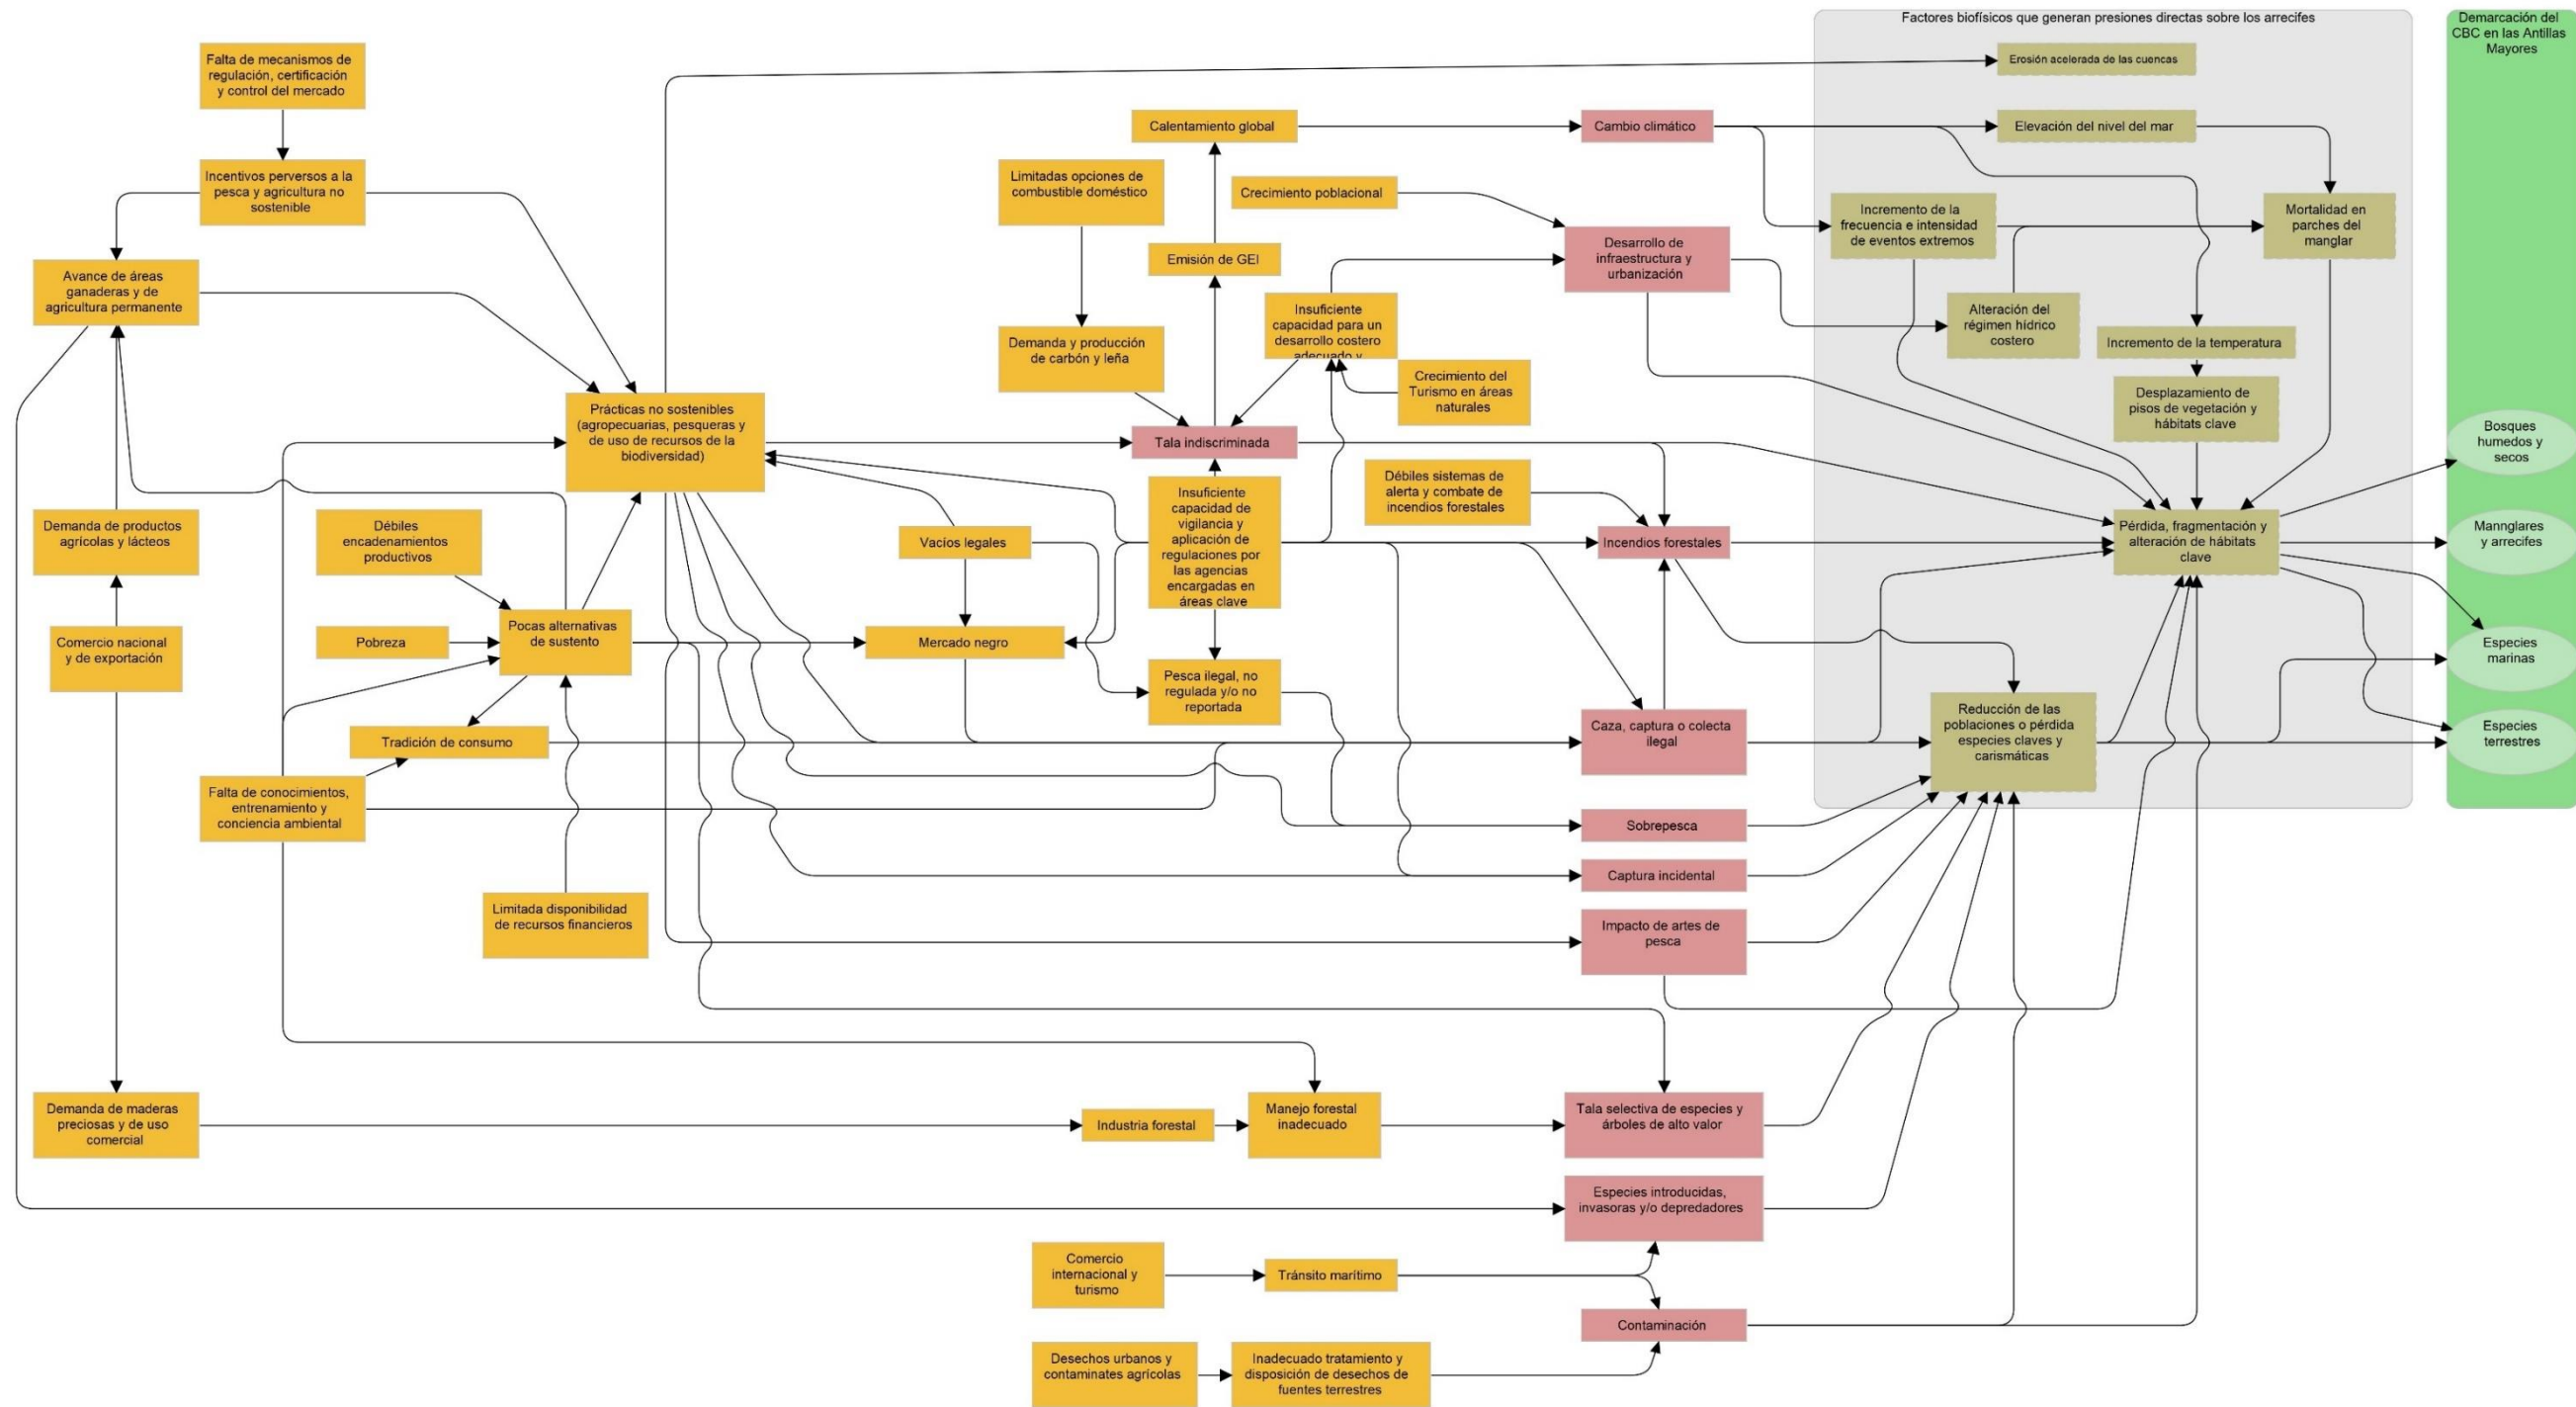 Factores biofísicos que generan presiones directas sobre los arrecifes
Demarcación del
CBC en las Antillas
Mayores
Falta de mecanismos de
regulación, certificación
y control del mercado
Erosión acelerada de las cuencas
Calentamiento global
Cambio climático
Elevación del nivel del mar
Incentivos perversos a la
pesca y agricultura no
sostenible
Limitadas opciones de
combustible doméstico
Crecimiento poblacional
Incremento de la
frecuencia e intensidad
de eventos extremos
Mortalidad en
parches del
manglar
Desarrollo de
infraestructura y
urbanización
Emisión de GEI
Avance de áreas
ganaderas y de
agricultura permanente
Insuficiente
capacidad para un
desarrollo costero
adecuado y
Alteración del
régimen hídrico
costero
Demanda y producción
de carbón y leña
Incremento de la temperatura
Crecimiento del
Turismo en áreas
naturales
Desplazamiento de
pisos de vegetación y
hábitats clave
Prácticas no sostenibles
(agropecuarias, pesqueras y
de uso de recursos de la
biodiversidad)
Tala indiscriminada
Bosques
humedos y
secos
Débiles sistemas de
alerta y combate de
incendios forestales
Insuficiente
capacidad de
vigilancia y
aplicación de
regulaciones por
las agencias
encargadas en
áreas clave
Demanda de productos
agrícolas y lácteos
Débiles
encadenamientos
productivos
Vacíos legales
Incendios forestales
Pérdida, fragmentación y
alteración de hábitats
clave
Mannglares
y arrecifes
Comercio nacional
y de exportación
Pobreza
Pocas alternativas
de sustento
Mercado negro
Pesca ilegal, no
regulada y/o no
reportada
Especies
marinas
Tradición de consumo
Caza, captura o colecta
ilegal
Reducción de las
poblaciones o pérdida
especies claves y
carismáticas
Especies
terrestres
Falta de conocimientos,
entrenamiento y
conciencia ambiental
Sobrepesca
Captura incidental
Limitada disponibilidad
de recursos financieros
Impacto de artes de
pesca
Demanda de maderas
preciosas y de uso
comercial
Industria forestal
Manejo forestal
inadecuado
Tala selectiva de especies y
árboles de alto valor
Especies introducidas,
invasoras y/o depredadores
Comercio
internacional y
turismo
Tránsito marítimo
Contaminación
Desechos urbanos y
contaminates agrícolas
Inadecuado tratamiento y
disposición de desechos de
fuentes terrestres